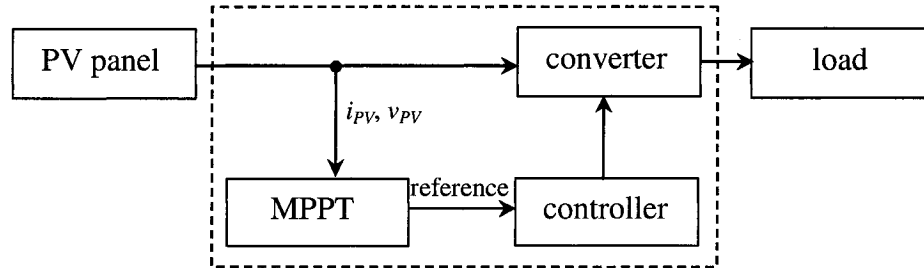 PV panel
converter
load
iPV, vPV
MPPT
reference
controller